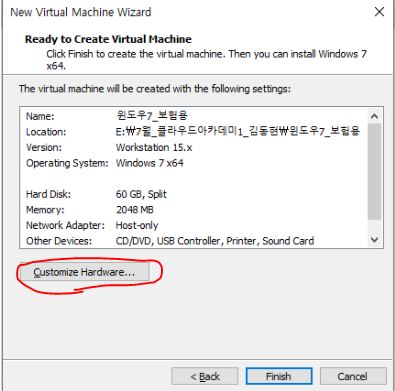 New Virtual Machine Wizard
Ready to Create Virtual Machine
Click Finish to create the virtual machine. Then you can install Windows 7
x64.
The virtual machine will be created with the following settings:
Name: 윈도우7_보험용
Location: E:₩7월_클라우드아카데미1_김동현₩윈도우7_보험용
Version: Workstation 15.x
Operating System: Windows 7 x64
Hard Disk: 60 GB, Split
Memory: 2048 MB
Network Adapter: Host-only
Other Devices: CD/DVD, USB Controller, Printer, Sound Card
Customize Hardware...
< Back Finish Cancel